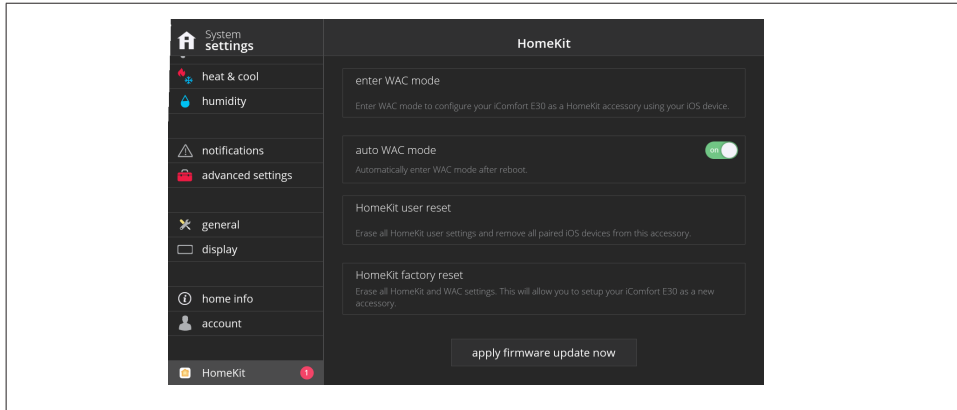 System
settings
HomeKit
heat & cool
humidity
notifications
advanced settings
general
display
home info
account
HomeKit
1
enter WAC mode
Enter WAC mode to configure your iComfort E30 as a HomeKit accessory using your iOS device.
auto WAC mode
on
Automatically enter WAC mode after reboot.
HomeKit user reset
Erase all HomeKit user settings and remove all paired iOS devices from this accessory.
HomeKit factory reset
Erase all HomeKit and WAC settings. This will allow you to setup your iComfort E30 as a new
accessory.
apply firmware update now